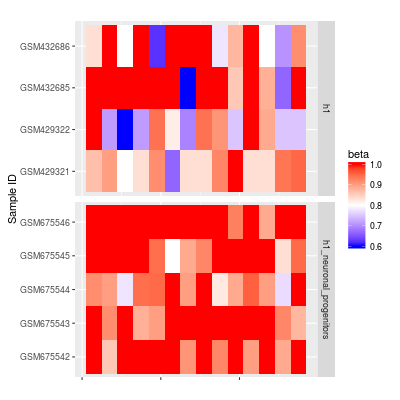 Sample ID
GSM432686
GSM432685
GSM429322
GSM429321
h1
GSM675546
GSM675545
GSM675544
GSM675543
GSM675542
h1_neuronal_progenitors
beta
1.0
0.9
0.8
0.7
0.6